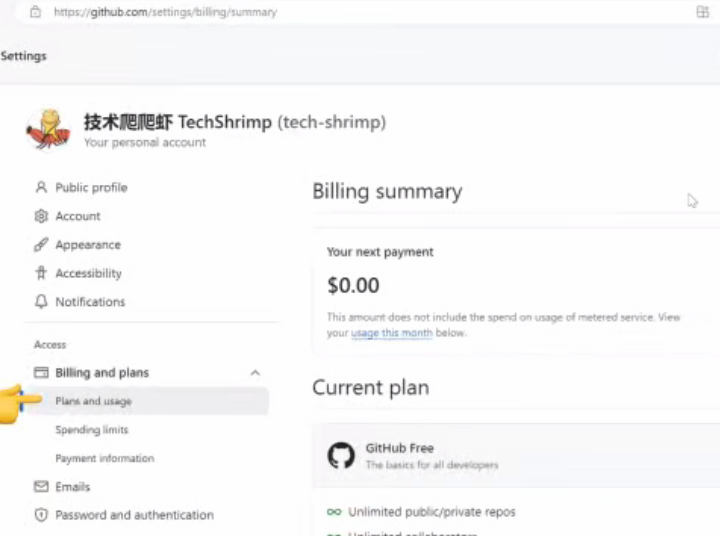 https://github.com/settings/billing/summary
Settings
技术爬爬虾 TechShrimp (tech-shrimp)
Your personal account
Public profile
Account
Appearance
Accessibility
Notifications
Access
Billing and plans
Plans and usage
Spending limits
Payment information
Emails
Password and authentication
Billing summary
Your next payment
$0.00
This amount does not include the spend on usage of metered service. View
your usage this month below.
Current plan
GitHub Free
The basics for all developers
Unlimited public/private repos
Unlimited collaborators